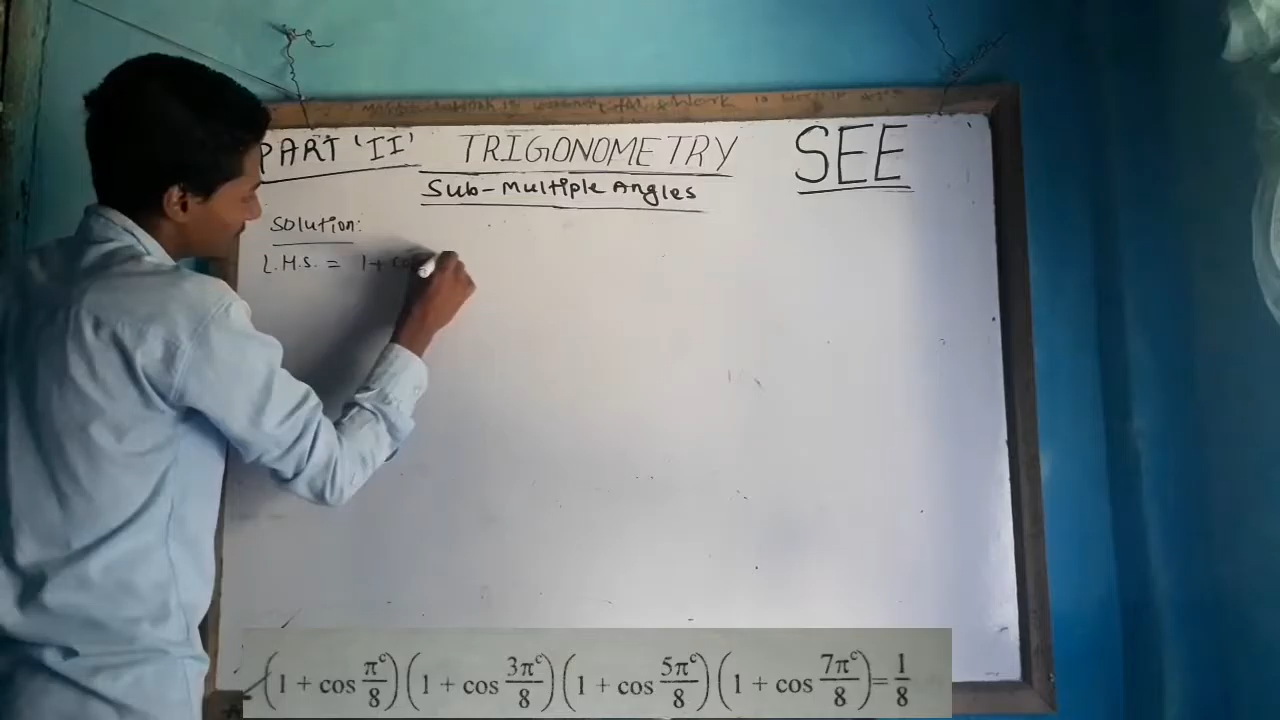 PART 'II' TRIGONOMETRY SEE
Sub-Multiple Angles
Solution:
L.H.S. = 1 + cos
(1 + cos π^c/8)(1 + cos 3π^c/8)(1 + cos 5π^c/8)(1 + cos 7π^c/8) = 1/8